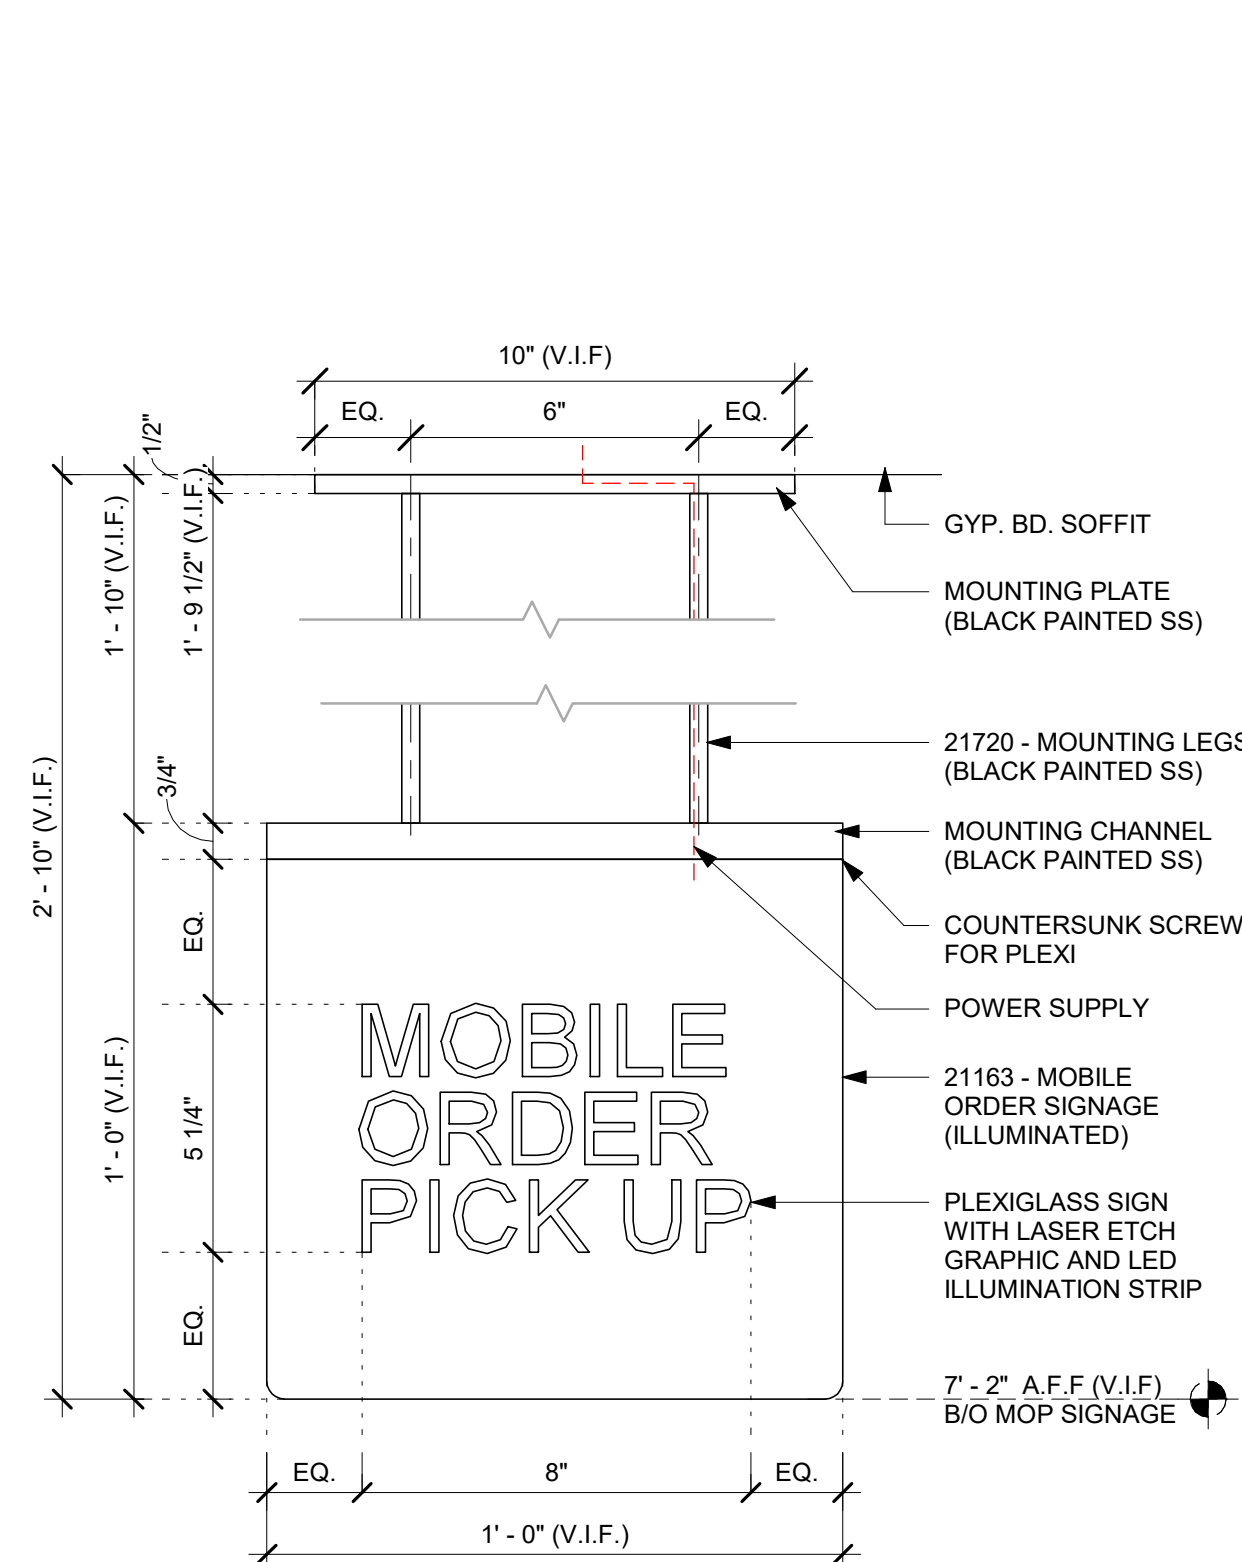 10" (V.I.F)
EQ.
6"
EQ.
1/2"
1' - 10" (V.I.F.)
1' - 9 1/2" (V.I.F.)
2' - 10" (V.I.F.)
3/4"
EQ.
1' - 0" (V.I.F.)
5 1/4"
EQ.
GYP. BD. SOFFIT
MOUNTING PLATE
(BLACK PAINTED SS)
21720 - MOUNTING LEGS
(BLACK PAINTED SS)
MOUNTING CHANNEL
(BLACK PAINTED SS)
COUNTERSUNK SCREW
FOR PLEXI
POWER SUPPLY
21163 - MOBILE
ORDER SIGNAGE
(ILLUMINATED)
PLEXIGLASS SIGN
WITH LASER ETCH
GRAPHIC AND LED
ILLUMINATION STRIP
MOBILE
ORDER
PICK UP
7' - 2" A.F.F (V.I.F)
B/O MOP SIGNAGE
EQ.
8"
EQ.
1' - 0" (V.I.F.)